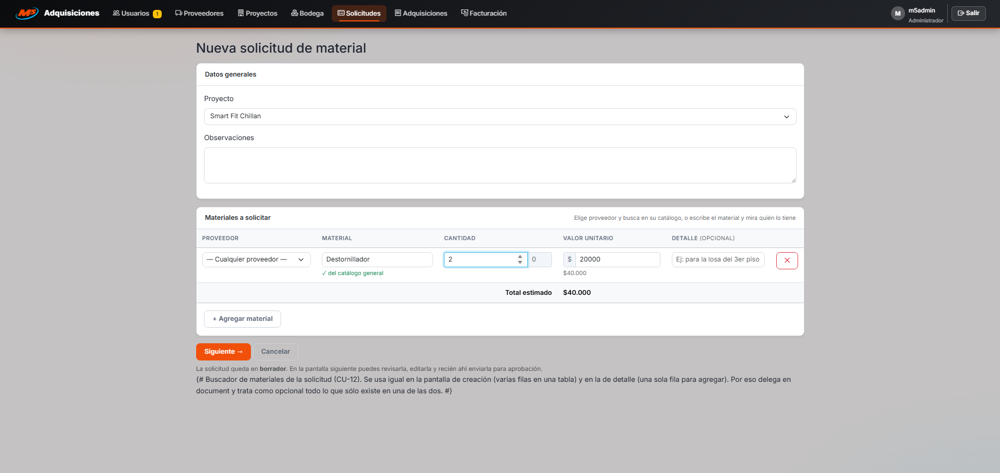 M5 Adquisiciones Usuarios 1 Proveedores Proyectos Bodega Solicitudes Adquisiciones Facturación M m5admin Administrador Salir
Nueva solicitud de material
Datos generales
Proyecto
Smart Fit Chillan
Observaciones
Materiales a solicitar Elige proveedor y busca en su catálogo, o escribe el material y mira quién lo tiene
PROVEEDOR MATERIAL CANTIDAD VALOR UNITARIO DETALLE (OPCIONAL)
— Cualquier proveedor — Destornillador 2 0 $ 20000 Ej: para la losa del 3er piso
✓ del catálogo general $40.000
Total estimado $40.000
+ Agregar material
Siguiente → Cancelar
La solicitud queda en borrador. En la pantalla siguiente puedes revisarla, editarla y recién ahí enviarla para aprobación.
{# Buscador de materiales de la solicitud (CU-12). Se usa igual en la pantalla de creación (varias filas en una tabla) y en la de detalle (una sola fila para agregar). Por eso delega en
document y trata como opcional todo lo que sólo existe en una de las dos. #}